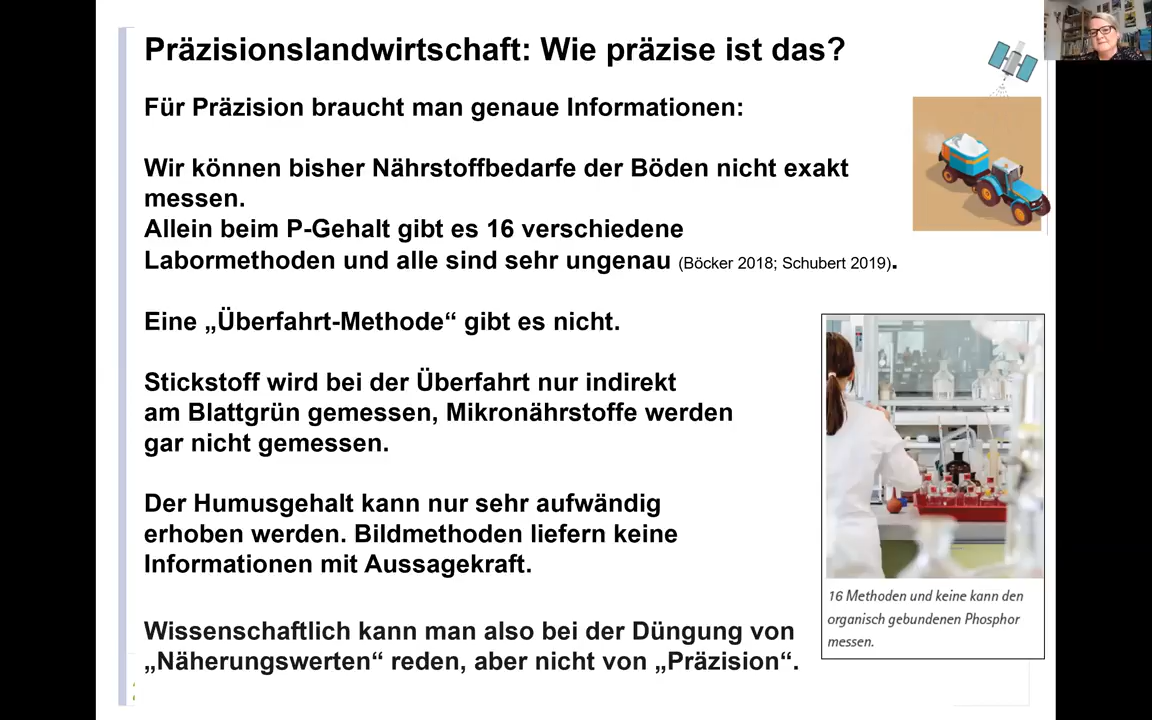 Präzisionslandwirtschaft: Wie präzise ist das?
Für Präzision braucht man genaue Informationen:
Wir können bisher Nährstoffbedarfe der Böden nicht exakt
messen.
Allein beim P-Gehalt gibt es 16 verschiedene
Labormethoden und alle sind sehr ungenau (Böcker 2018; Schubert 2019).
Eine „Überfahrt-Methode“ gibt es nicht.
Stickstoff wird bei der Überfahrt nur indirekt
am Blattgrün gemessen, Mikronährstoffe werden
gar nicht gemessen.
Der Humusgehalt kann nur sehr aufwändig
erhoben werden. Bildmethoden liefern keine
Informationen mit Aussagekraft.
Wissenschaftlich kann man also bei der Düngung von
„Näherungswerten“ reden, aber nicht von „Präzision“.
16 Methoden und keine kann den
organisch gebundenen Phosphor
messen.